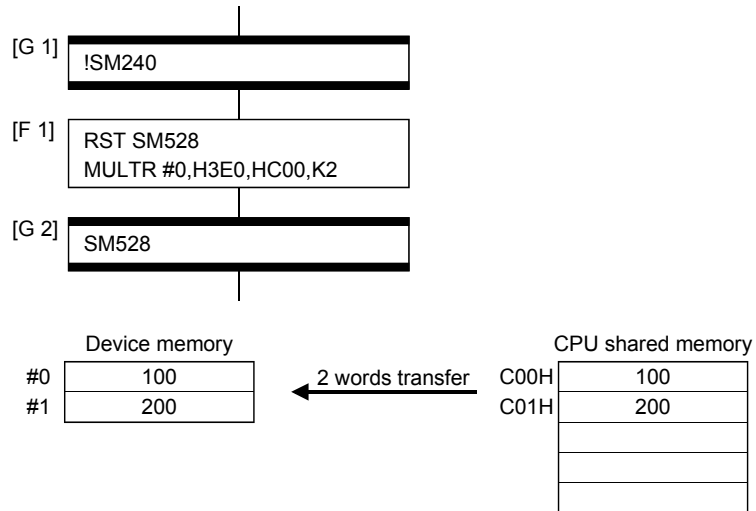 [G 1]
!SM240
[F 1]
RST SM528
MULTR #0,H3E0,HC00,K2
[G 2]
SM528
Device memory
CPU shared memory
#0 100
2 words transfer
C00H 100
#1 200
C01H 200